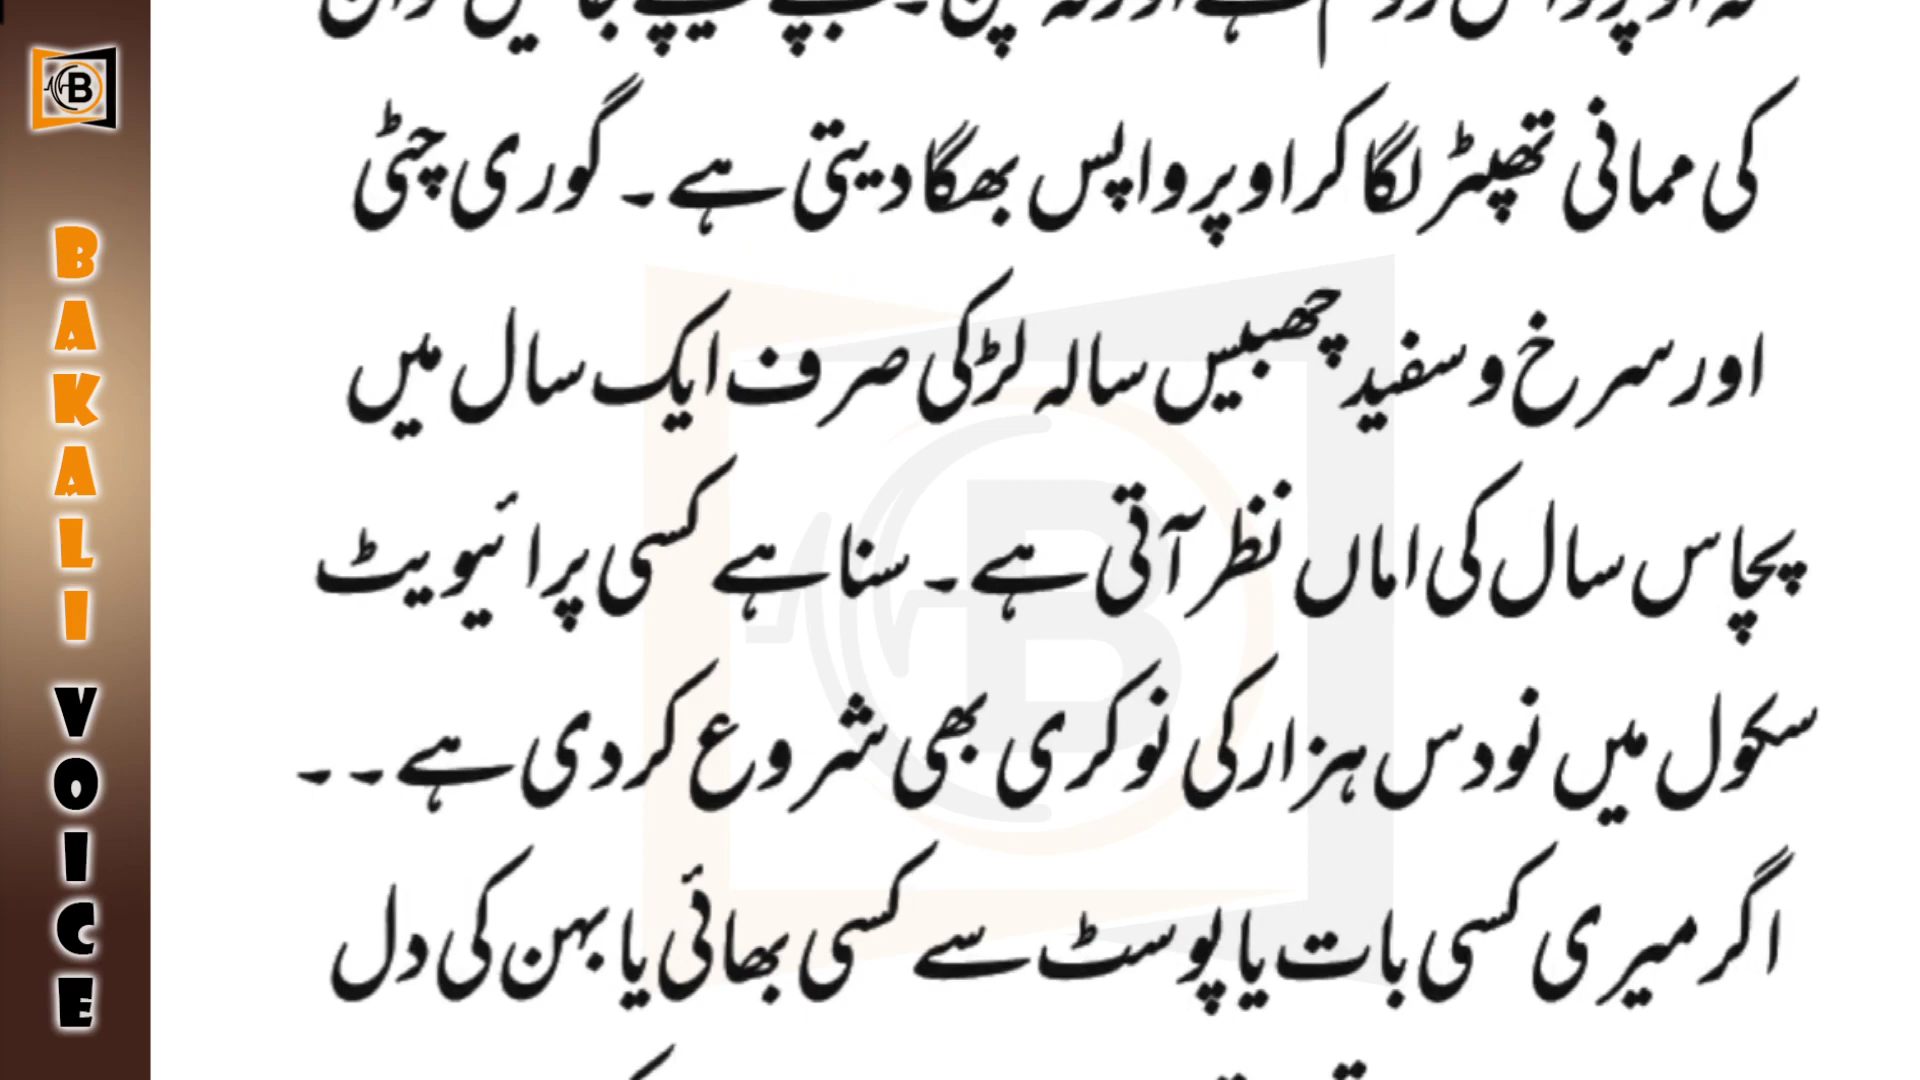 BAKALI VOICE
کی ممانی تھپڑ لگا کر اوپر واپس بھگا دیتی ہے ۔ گوری چٹی
اور سرخ و سفید چھبیس سالہ لڑکی صرف ایک سال میں
پچاس سال کی اماں نظر آتی ہے ۔ سنا ہے کسی پرائیویٹ
سکول میں نو دس ہزار کی نوکری بھی شروع کر دی ہے ۔ ۔
اگر میری کسی بات یا پوسٹ سے کسی بھائی یا بہن کی دل